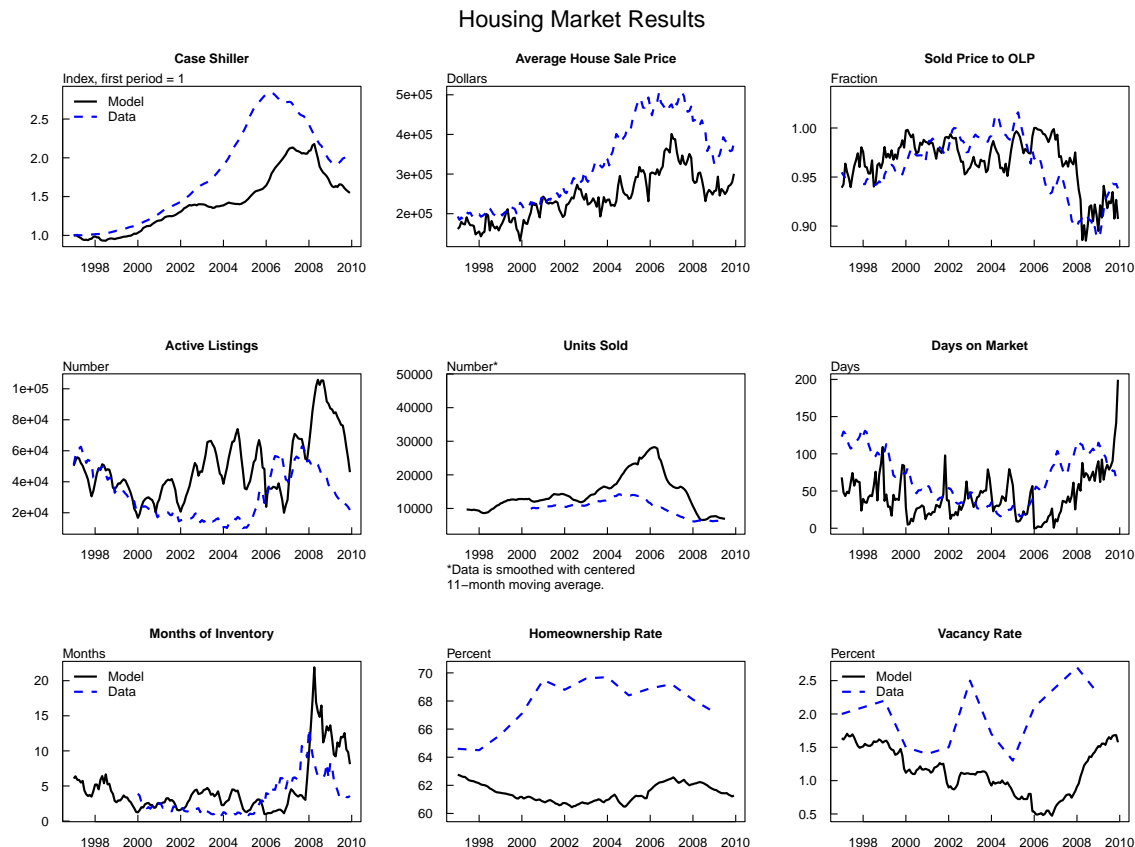 Housing Market Results
Case Shiller
Index, first period = 1
Model
Data
2.5
2.0
1.5
1.0
1998 2000 2002 2004 2006 2008 2010
Average House Sale Price
Dollars
5e+05
4e+05
3e+05
2e+05
1998 2000 2002 2004 2006 2008 2010
Sold Price to OLP
Fraction
1.00
0.95
0.90
1998 2000 2002 2004 2006 2008 2010
Active Listings
Number
1e+05
8e+04
6e+04
4e+04
2e+04
1998 2000 2002 2004 2006 2008 2010
Units Sold
Number*
50000
40000
30000
20000
10000
1998 2000 2002 2004 2006 2008 2010
*Data is smoothed with centered
11−month moving average.
Days on Market
Days
200
150
100
50
0
1998 2000 2002 2004 2006 2008 2010
Months of Inventory
Months
Model
Data
20
15
10
5
0
1998 2000 2002 2004 2006 2008 2010
Homeownership Rate
Percent
70
68
66
64
62
60
1998 2000 2002 2004 2006 2008 2010
Vacancy Rate
Percent
Model
Data
2.5
2.0
1.5
1.0
0.5
1998 2000 2002 2004 2006 2008 2010